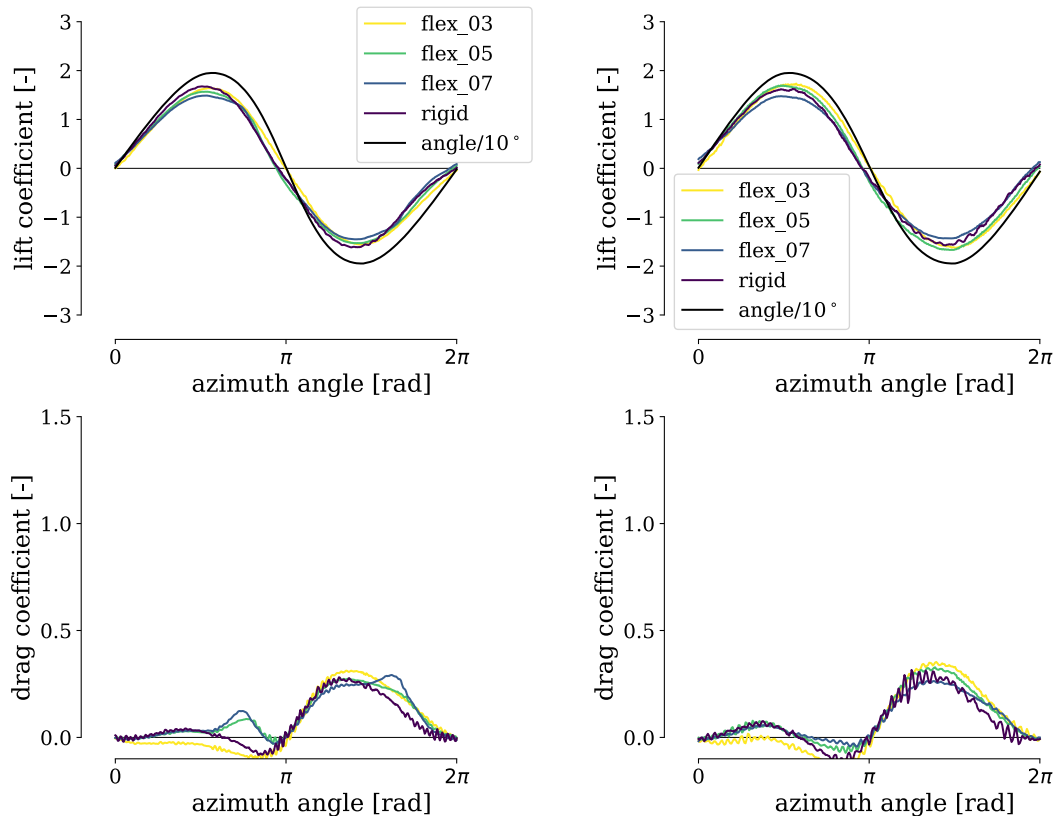 3
2
1
0
−1
−2
−3
lift coefficient [-]
flex_03
flex_05
flex_07
rigid
angle/10°
0
π
2π
azimuth angle [rad]
3
2
1
0
−1
−2
−3
lift coefficient [-]
flex_03
flex_05
flex_07
rigid
angle/10°
0
π
2π
azimuth angle [rad]
1.5
1.0
0.5
0.0
drag coefficient [-]
0
π
2π
azimuth angle [rad]
1.5
1.0
0.5
0.0
drag coefficient [-]
0
π
2π
azimuth angle [rad]